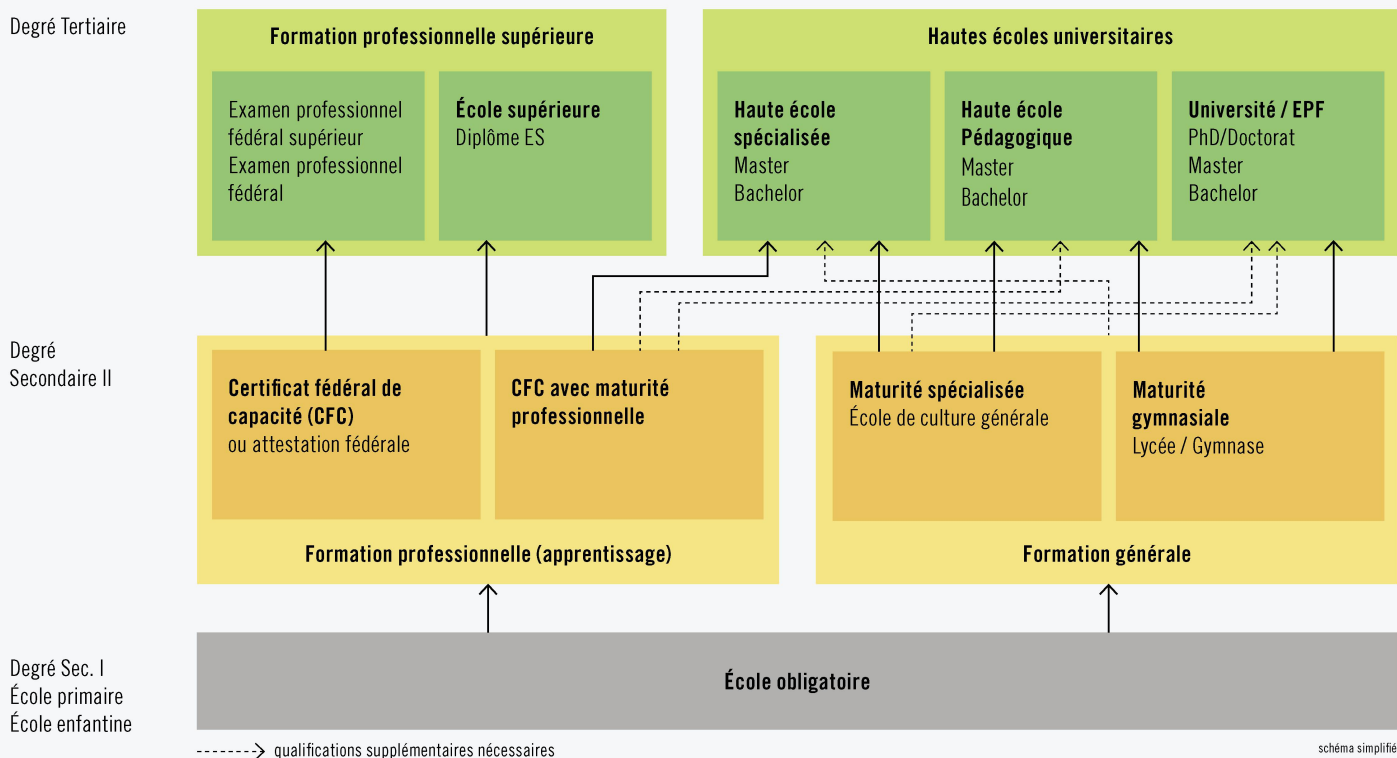 Degré Tertiaire
Formation professionnelle supérieure
Hautes écoles universitaires
Examen professionnel
fédéral supérieur
Examen professionnel
fédéral
École supérieure
Diplôme ES
Haute école
spécialisée
Master
Bachelor
Haute école
Pédagogique
Master
Bachelor
Université / EPF
PhD/Doctorat
Master
Bachelor
Degré
Secondaire II
Certificat fédéral de
capacité (CFC)
ou attestation fédérale
CFC avec maturité
professionnelle
Maturité spécialisée
École de culture générale
Maturité
gymnasiale
Lycée / Gymnase
Formation professionnelle (apprentissage)
Formation générale
Degré Sec. I
École primaire
École enfantine
École obligatoire
qualifications supplémentaires nécessaires
schéma simplifié